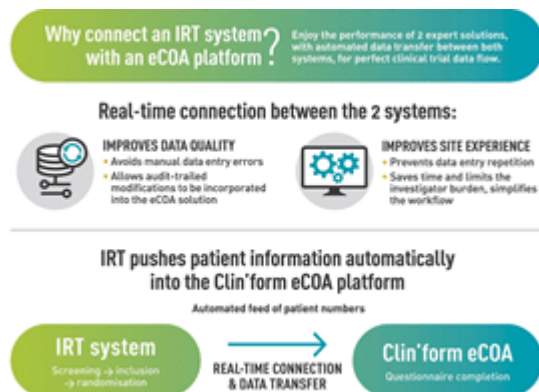 Why connect an IRT system
with an eCOA platform?
Enjoy the performance of 2 expert solutions,
with automated data transfer between both
systems, for perfect clinical trial data flow.
Real-time connection between the 2 systems:
IMPROVES DATA QUALITY
Avoids manual data entry errors
Allows audit-trailed
modifications to be incorporated
into the eCOA solution
IMPROVES SITE EXPERIENCE
Prevents data entry repetition
Saves time and limits the
investigator burden, simplifies
the workflow
IRT pushes patient information automatically
into the Clin'form eCOA platform
Automated feed of patient numbers
IRT system
Screening → inclusion
→ randomisation
REAL-TIME CONNECTION
& DATA TRANSFER
Clin'form eCOA
Questionnaire completion